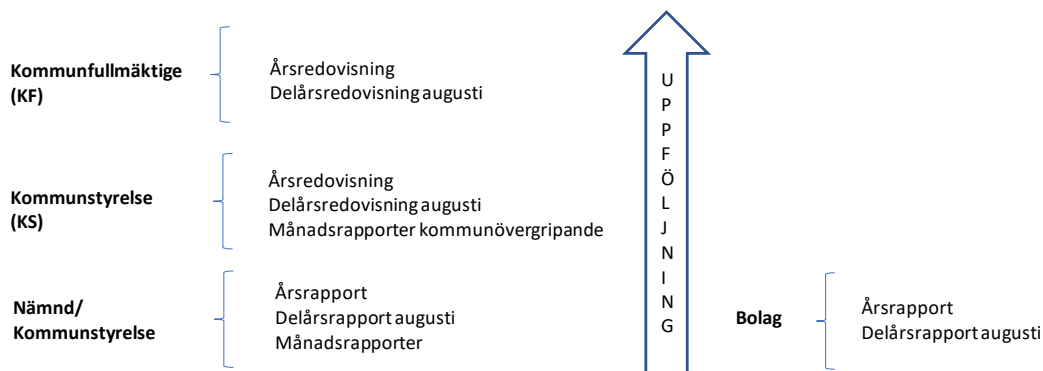 Kommunfullmäktige
(KF)
Årsredovisning
Delårsredovisning augusti
Kommunstyrelse
(KS)
Årsredovisning
Delårsredovisning augusti
Månadsrapporter kommunövergripande
Nämnd/
Kommunstyrelse
Årsrapport
Delårsrapport augusti
Månadsrapporter
UPPFÖLJNING
Bolag
Årsrapport
Delårsrapport augusti